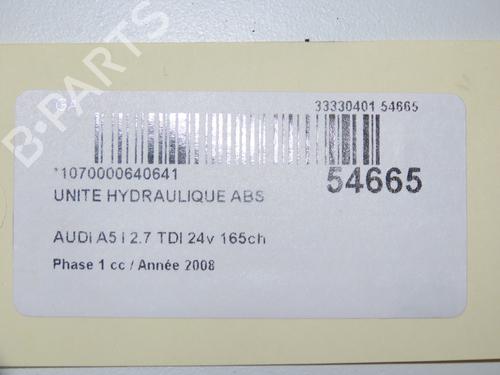 B-PARTS
33330401 54665
*1070000640641
54665
UNITE HYDRAULIQUE ABS
AUDI A5 I 2.7 TDI 24v 165ch
Phase 1 cc / Année 2008